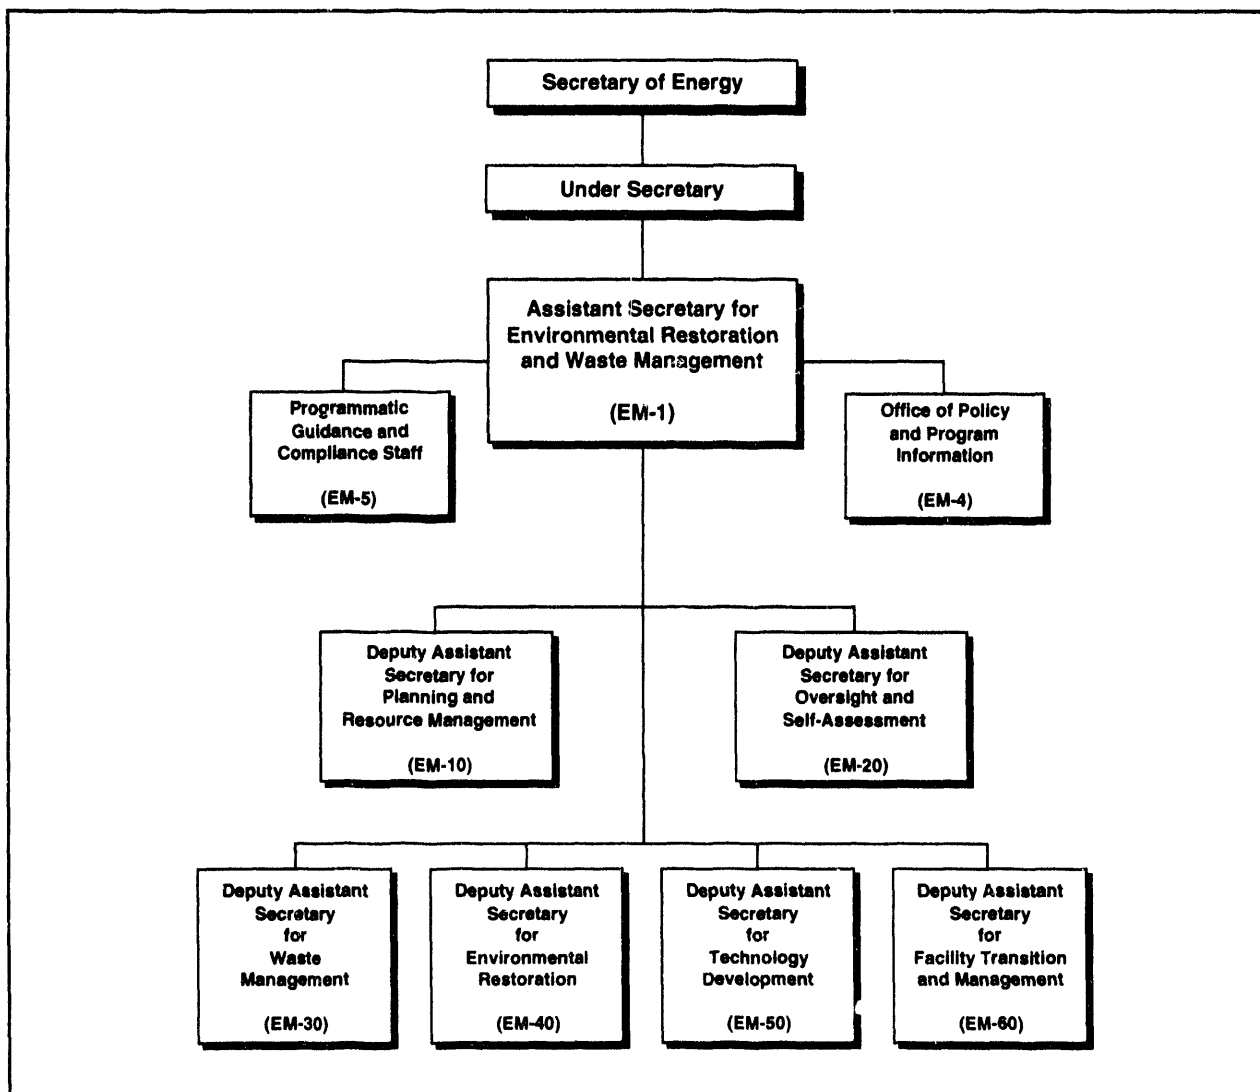 Secretary of Energy
Under Secretary
Assistant Secretary for
Environmental Restoration
and Waste Management
(EM-1)
Programmatic
Guidance and
Compliance Staff
(EM-5)
Office of Policy
and Program
Information
(EM-4)
Deputy Assistant
Secretary for
Planning and
Resource Management
(EM-10)
Deputy Assistant
Secretary for
Oversight and
Self-Assessment
(EM-20)
Deputy Assistant
Secretary
for
Waste
Management
(EM-30)
Deputy Assistant
Secretary
for
Environmental
Restoration
(EM-40)
Deputy Assistant
Secretary
for
Technology
Development
(EM-50)
Deputy Assistant
Secretary
for
Facility Transition
and Management
(EM-60)